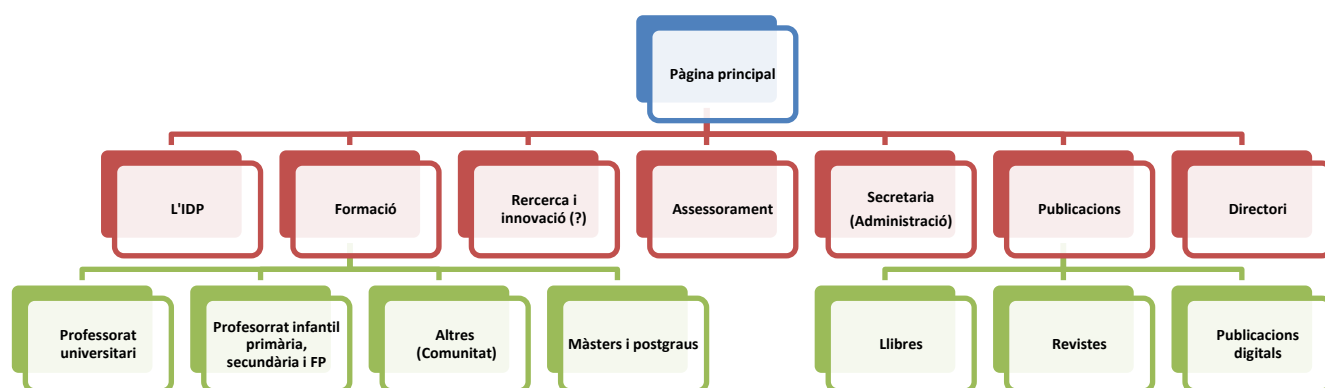 Pàgina principal
L'IDP
Formació
Rercerca i
innovació (?)
Assessorament
Secretaria
(Administració)
Publicacions
Directori
Professorat
universitari
Profesorrat infantil
primària,
secundària i FP
Altres
(Comunitat)
Màsters i postgraus
Llibres
Revistes
Publicacions
digitals